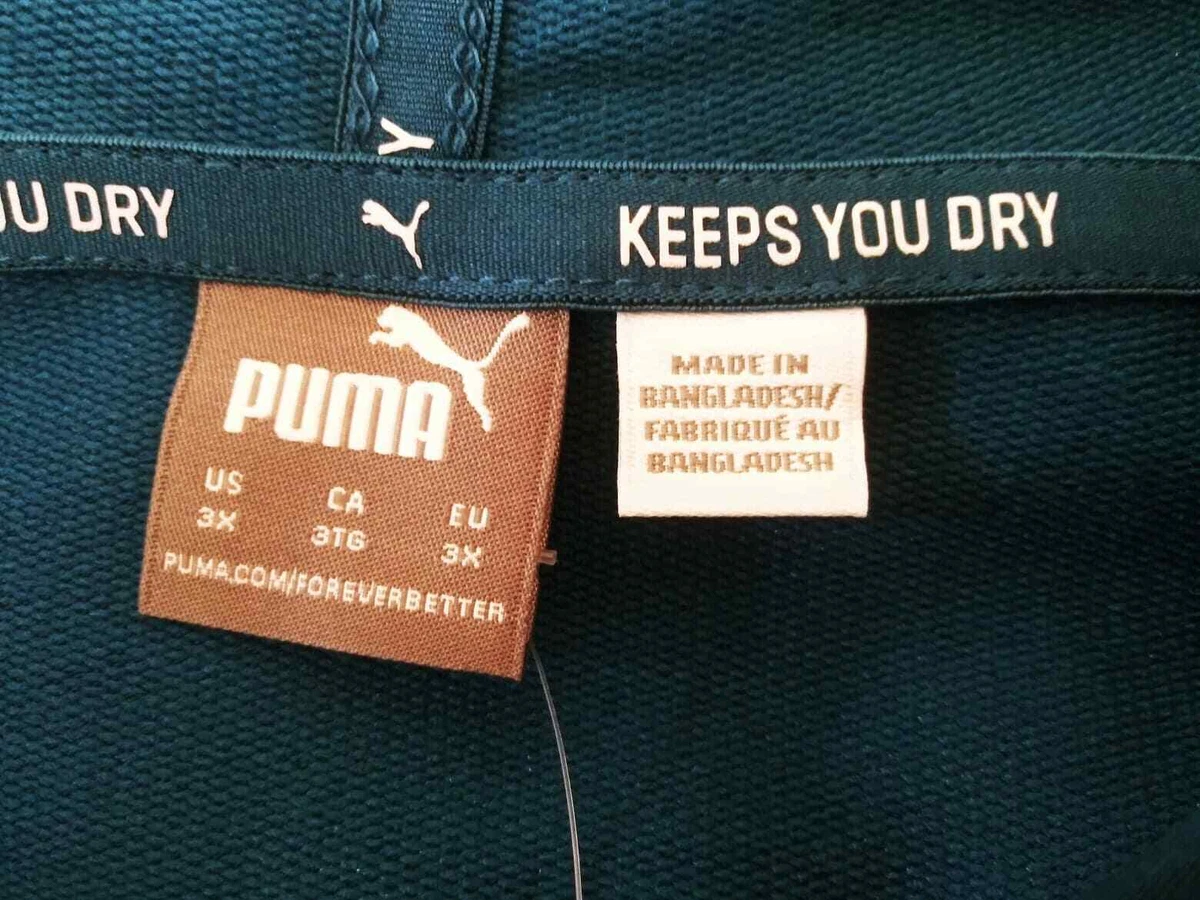 Y
OU DRY
KEEPS YOU DRY
PUMA
US CA EU
3X 3TG 3X
PUMA.COM/FOREVERBETTER
MADE IN
BANGLADESH/
FABRIQUÉ AU
BANGLADESH